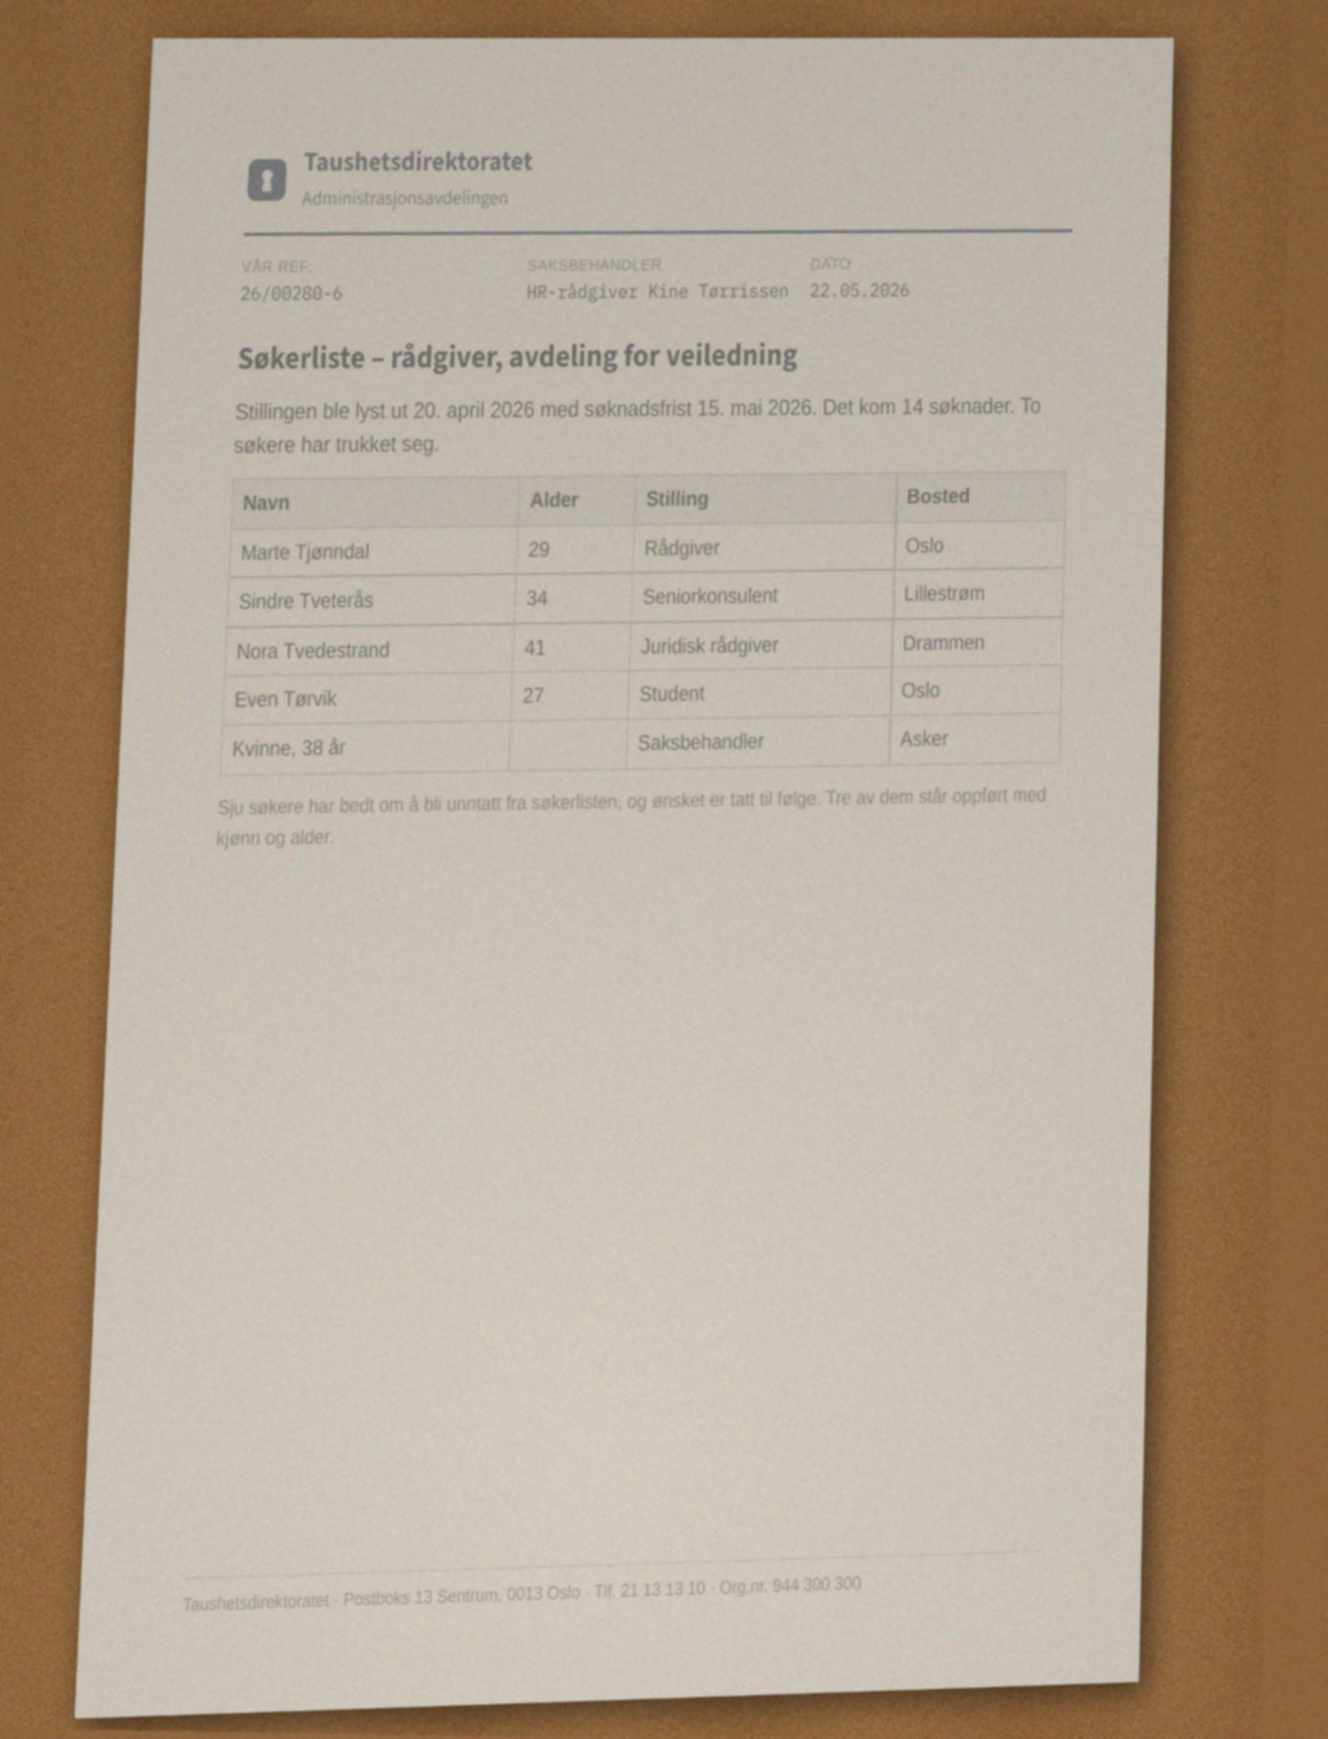 Taushetsdirektoratet
Administrasjonsavdelingen
VÅR REF. SAKSBEHANDLER DATO
26/00280-6 HR-rådgiver Kine Tørrissen 22.05.2026
Søkerliste – rådgiver, avdeling for veiledning
Stillingen ble lyst ut 20. april 2026 med søknadsfrist 15. mai 2026. Det kom 14 søknader. To
søkere har trukket seg.
Navn Alder Stilling Bosted
Marte Tjønndal 29 Rådgiver Oslo
Sindre Tveterås 34 Seniorkonsulent Lillestrøm
Nora Tvedestrand 41 Juridisk rådgiver Drammen
Even Tørvik 27 Student Oslo
Kvinne, 38 år Saksbehandler Asker
Sju søkere har bedt om å bli unntatt fra søkerlisten, og ønsket er tatt til følge. Tre av dem står oppført med
kjønn og alder.
Taushetsdirektoratet · Postboks 13 Sentrum, 0013 Oslo · Tlf. 21 13 13 10 · Org.nr. 944 300 300